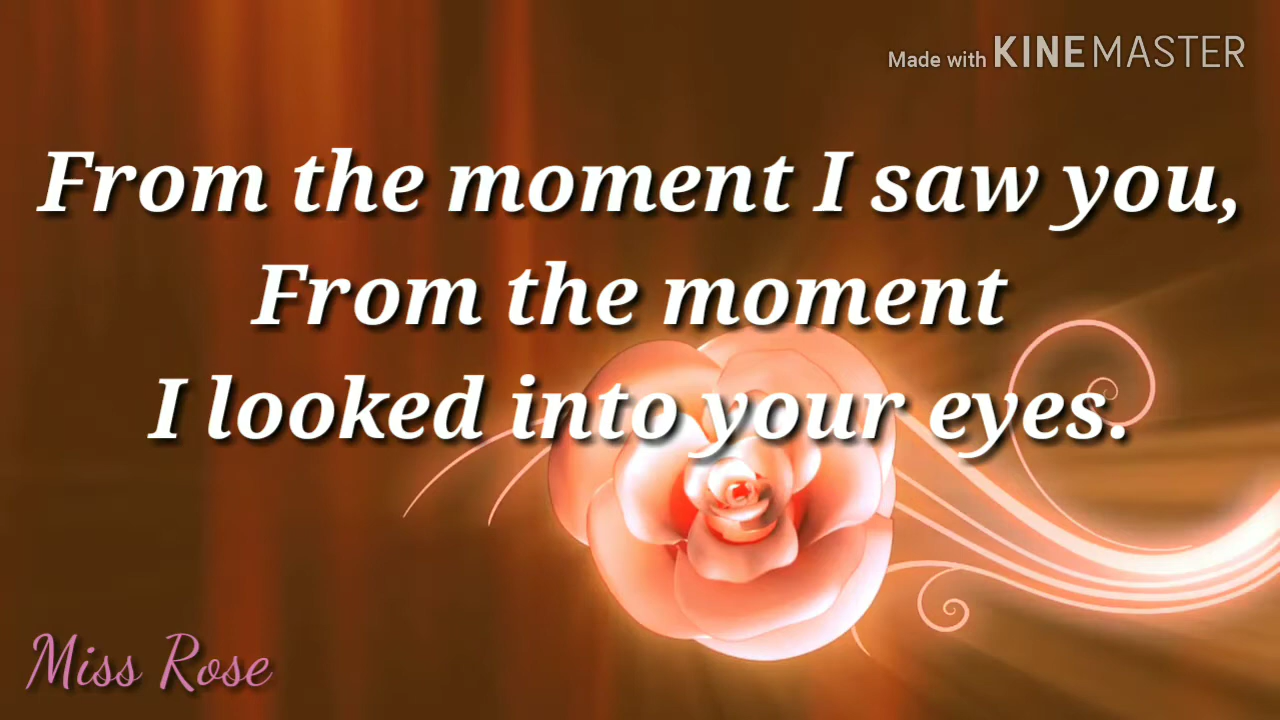 Made with KINEMASTER
From the moment I saw you,
From the moment
I looked into your eyes.
Miss Rose